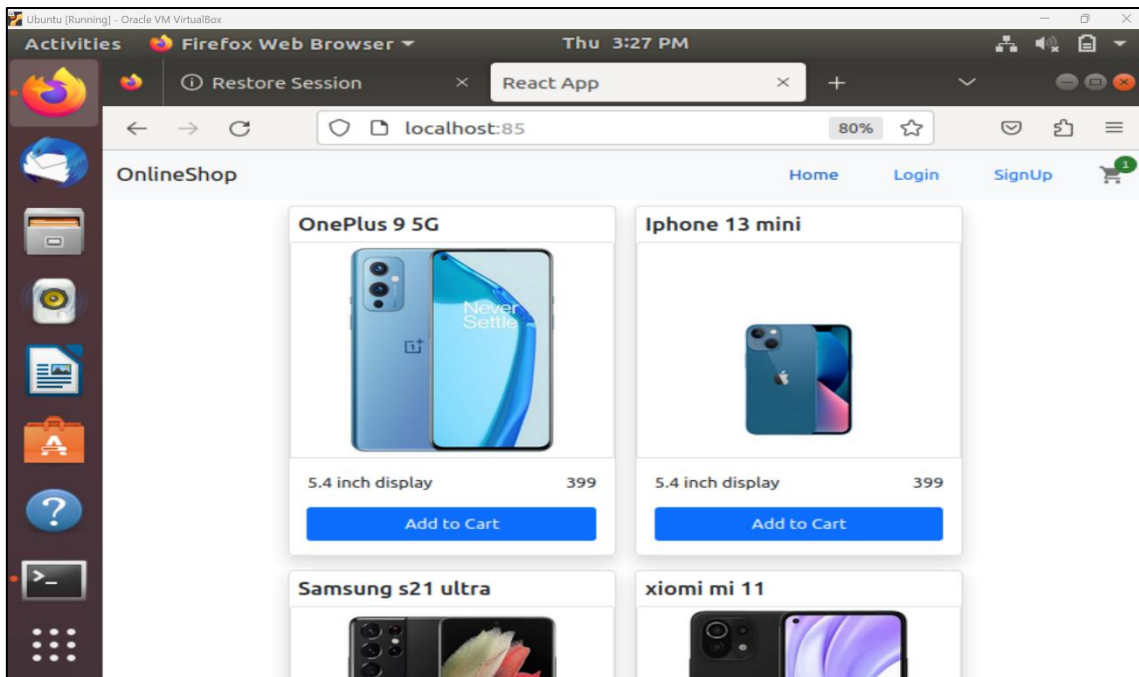 Ubuntu [Running] - Oracle VM VirtualBox
Activities Firefox Web Browser Thu 3:27 PM
Restore Session × React App × +
localhost:85 80%
OnlineShop Home Login SignUp 1
OnePlus 9 5G
Iphone 13 mini
Never
Settle
5.4 inch display 399
5.4 inch display 399
Add to Cart
Add to Cart
Samsung s21 ultra
xiomi mi 11